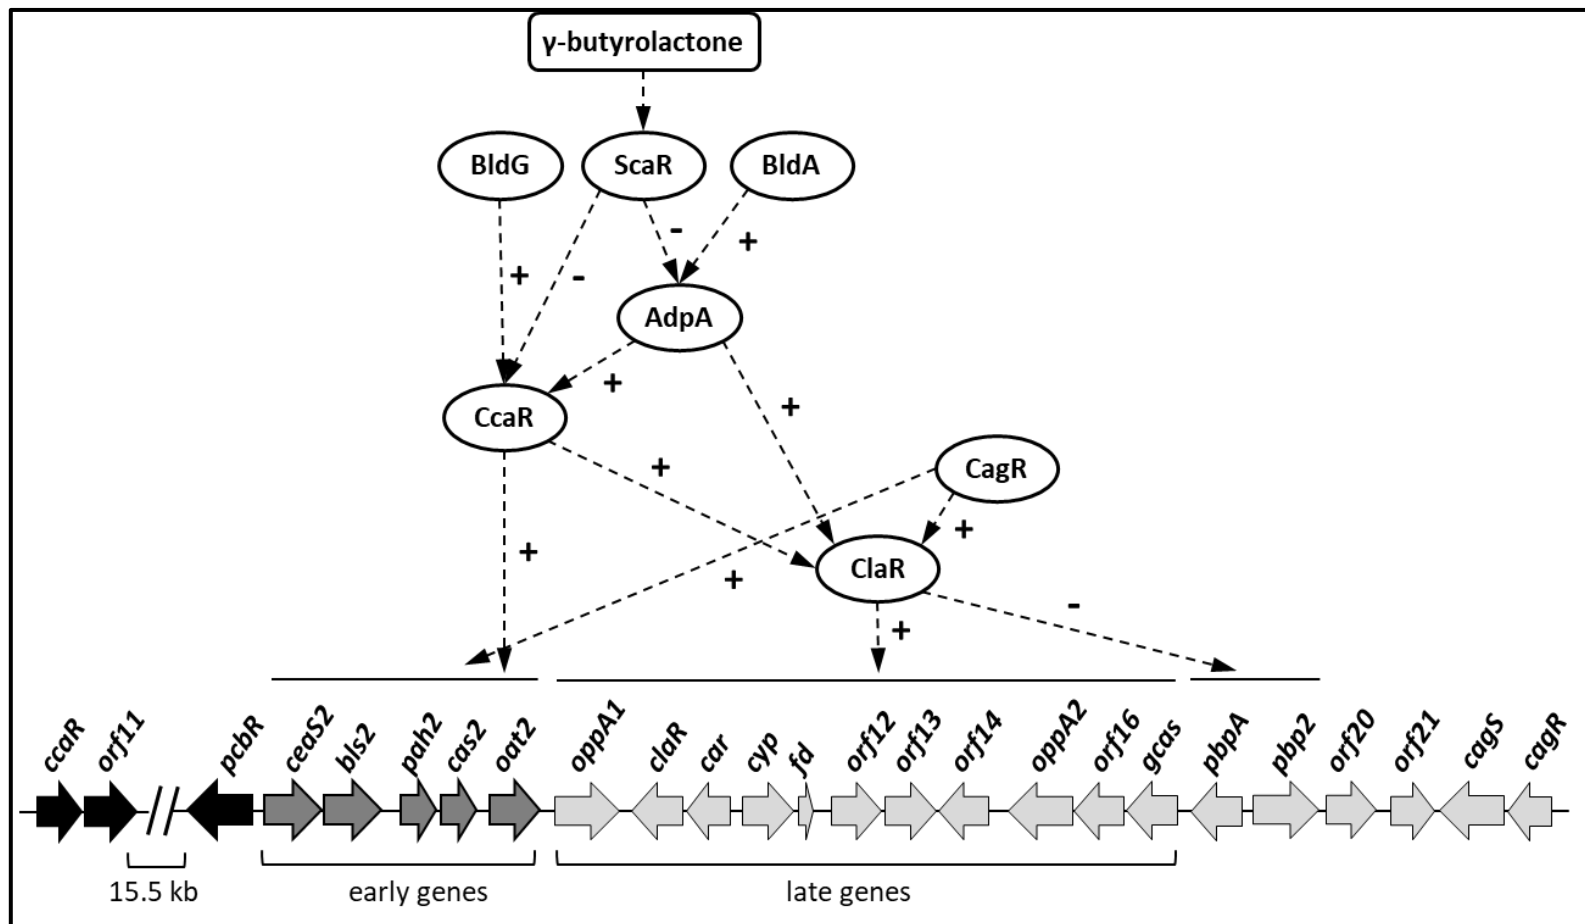 γ-butyrolactone
BldG ScaR BldA
- +
+ -
AdpA
+ +
CcaR
+ CagR
+
+ ClaR
+ -
+
ccaR orf11 pcbR ceaS2 bls2 pah2 cas2 oat2 oppA1 claR car cyp fd orf12 orf13 orf14 oppA2 orf16 gcas pbpA pbp2 orf20 orf21 cagS cagR
15.5 kb early genes late genes